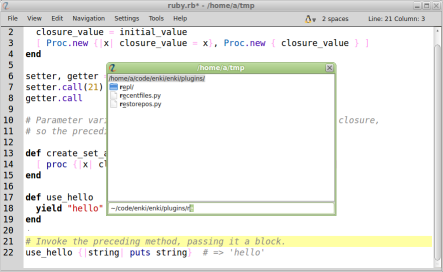 ruby.rb* - /home/a/tmp
File View Edit Navigation Settings Tools Help 2 spaces Line: 21 Column: 3
2 closure_value = initial_value
3 [ Proc.new {|x| closure_value = x}, Proc.new { closure_value } ]
4 end
5
6 setter, getter =
7 setter.call(21)
8 getter.call
9
10 # Parameter vari closure,
11 # so the precedi
12
13 def create_set_a
14 [ proc {|x| cl
15 end
16
17 def use_hello
18 yield "hello"
19 end
20
21 # Invoke the preceding method, passing it a block.
22 use_hello {|string| puts string} # => 'hello'
/home/a/tmp
/home/a/code/enki/enki/plugins/
repl/
recentfiles.py
restorepos.py
~/code/enki/enki/plugins/r